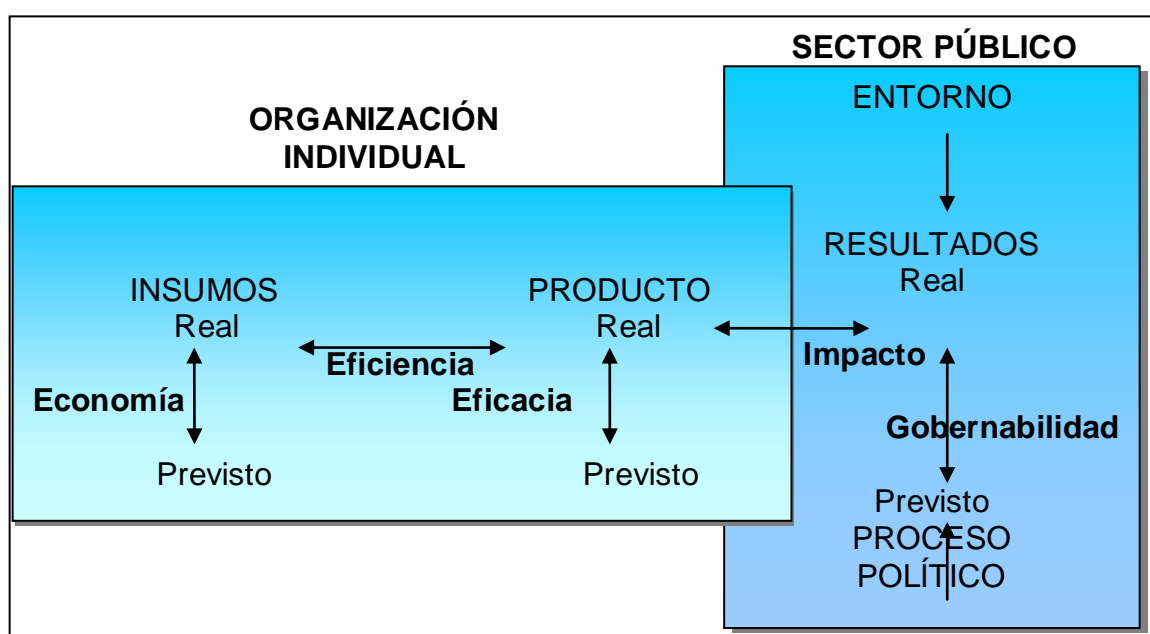 SECTOR PÚBLICO
ORGANIZACIÓN
INDIVIDUAL
ENTORNO
INSUMOS
Real
Economía
Previsto
Eficiencia
PRODUCTO
Real
Eficacia
Previsto
Impacto
RESULTADOS
Real
Gobernabilidad
Previsto
PROCESO
POLÍTICO